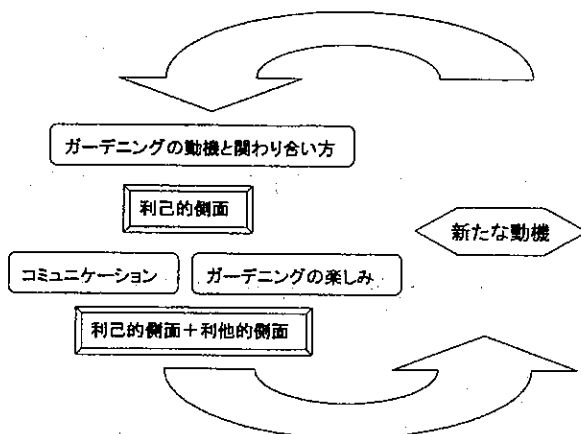 ガーデニングの動機と関わり合い方
利己的側面
新たな動機
コミュニケーション
ガーデニングの楽しみ
利己的側面＋利他的側面